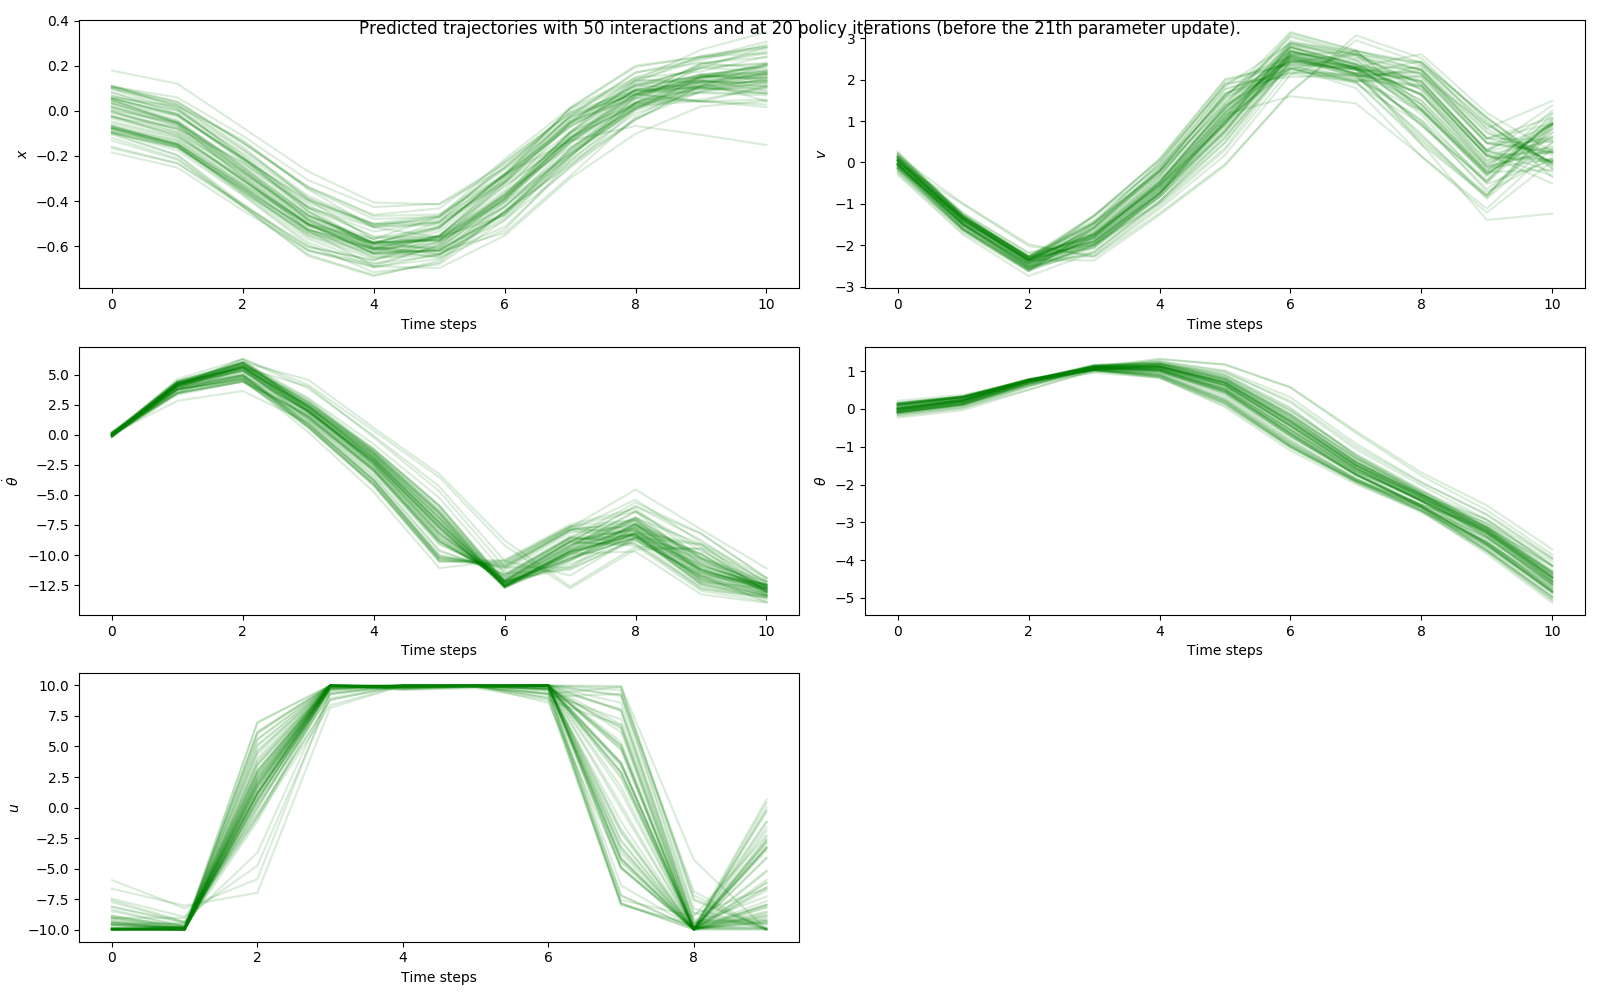 Predicted trajectories with 50 interactions and at 20 policy iterations (before the 21th parameter update).
0.4
0.2
0.0
−0.2
−0.4
−0.6
x
0 2 4 6 8 10
Time steps
3
2
1
0
−1
−2
−3
v
0 2 4 6 8 10
Time steps
5.0
2.5
0.0
−2.5
−5.0
−7.5
−10.0
−12.5
θ̇
0 2 4 6 8 10
Time steps
1
0
−1
−2
−3
−4
−5
θ
0 2 4 6 8 10
Time steps
10.0
7.5
5.0
2.5
0.0
−2.5
−5.0
−7.5
−10.0
u
0 2 4 6 8
Time steps